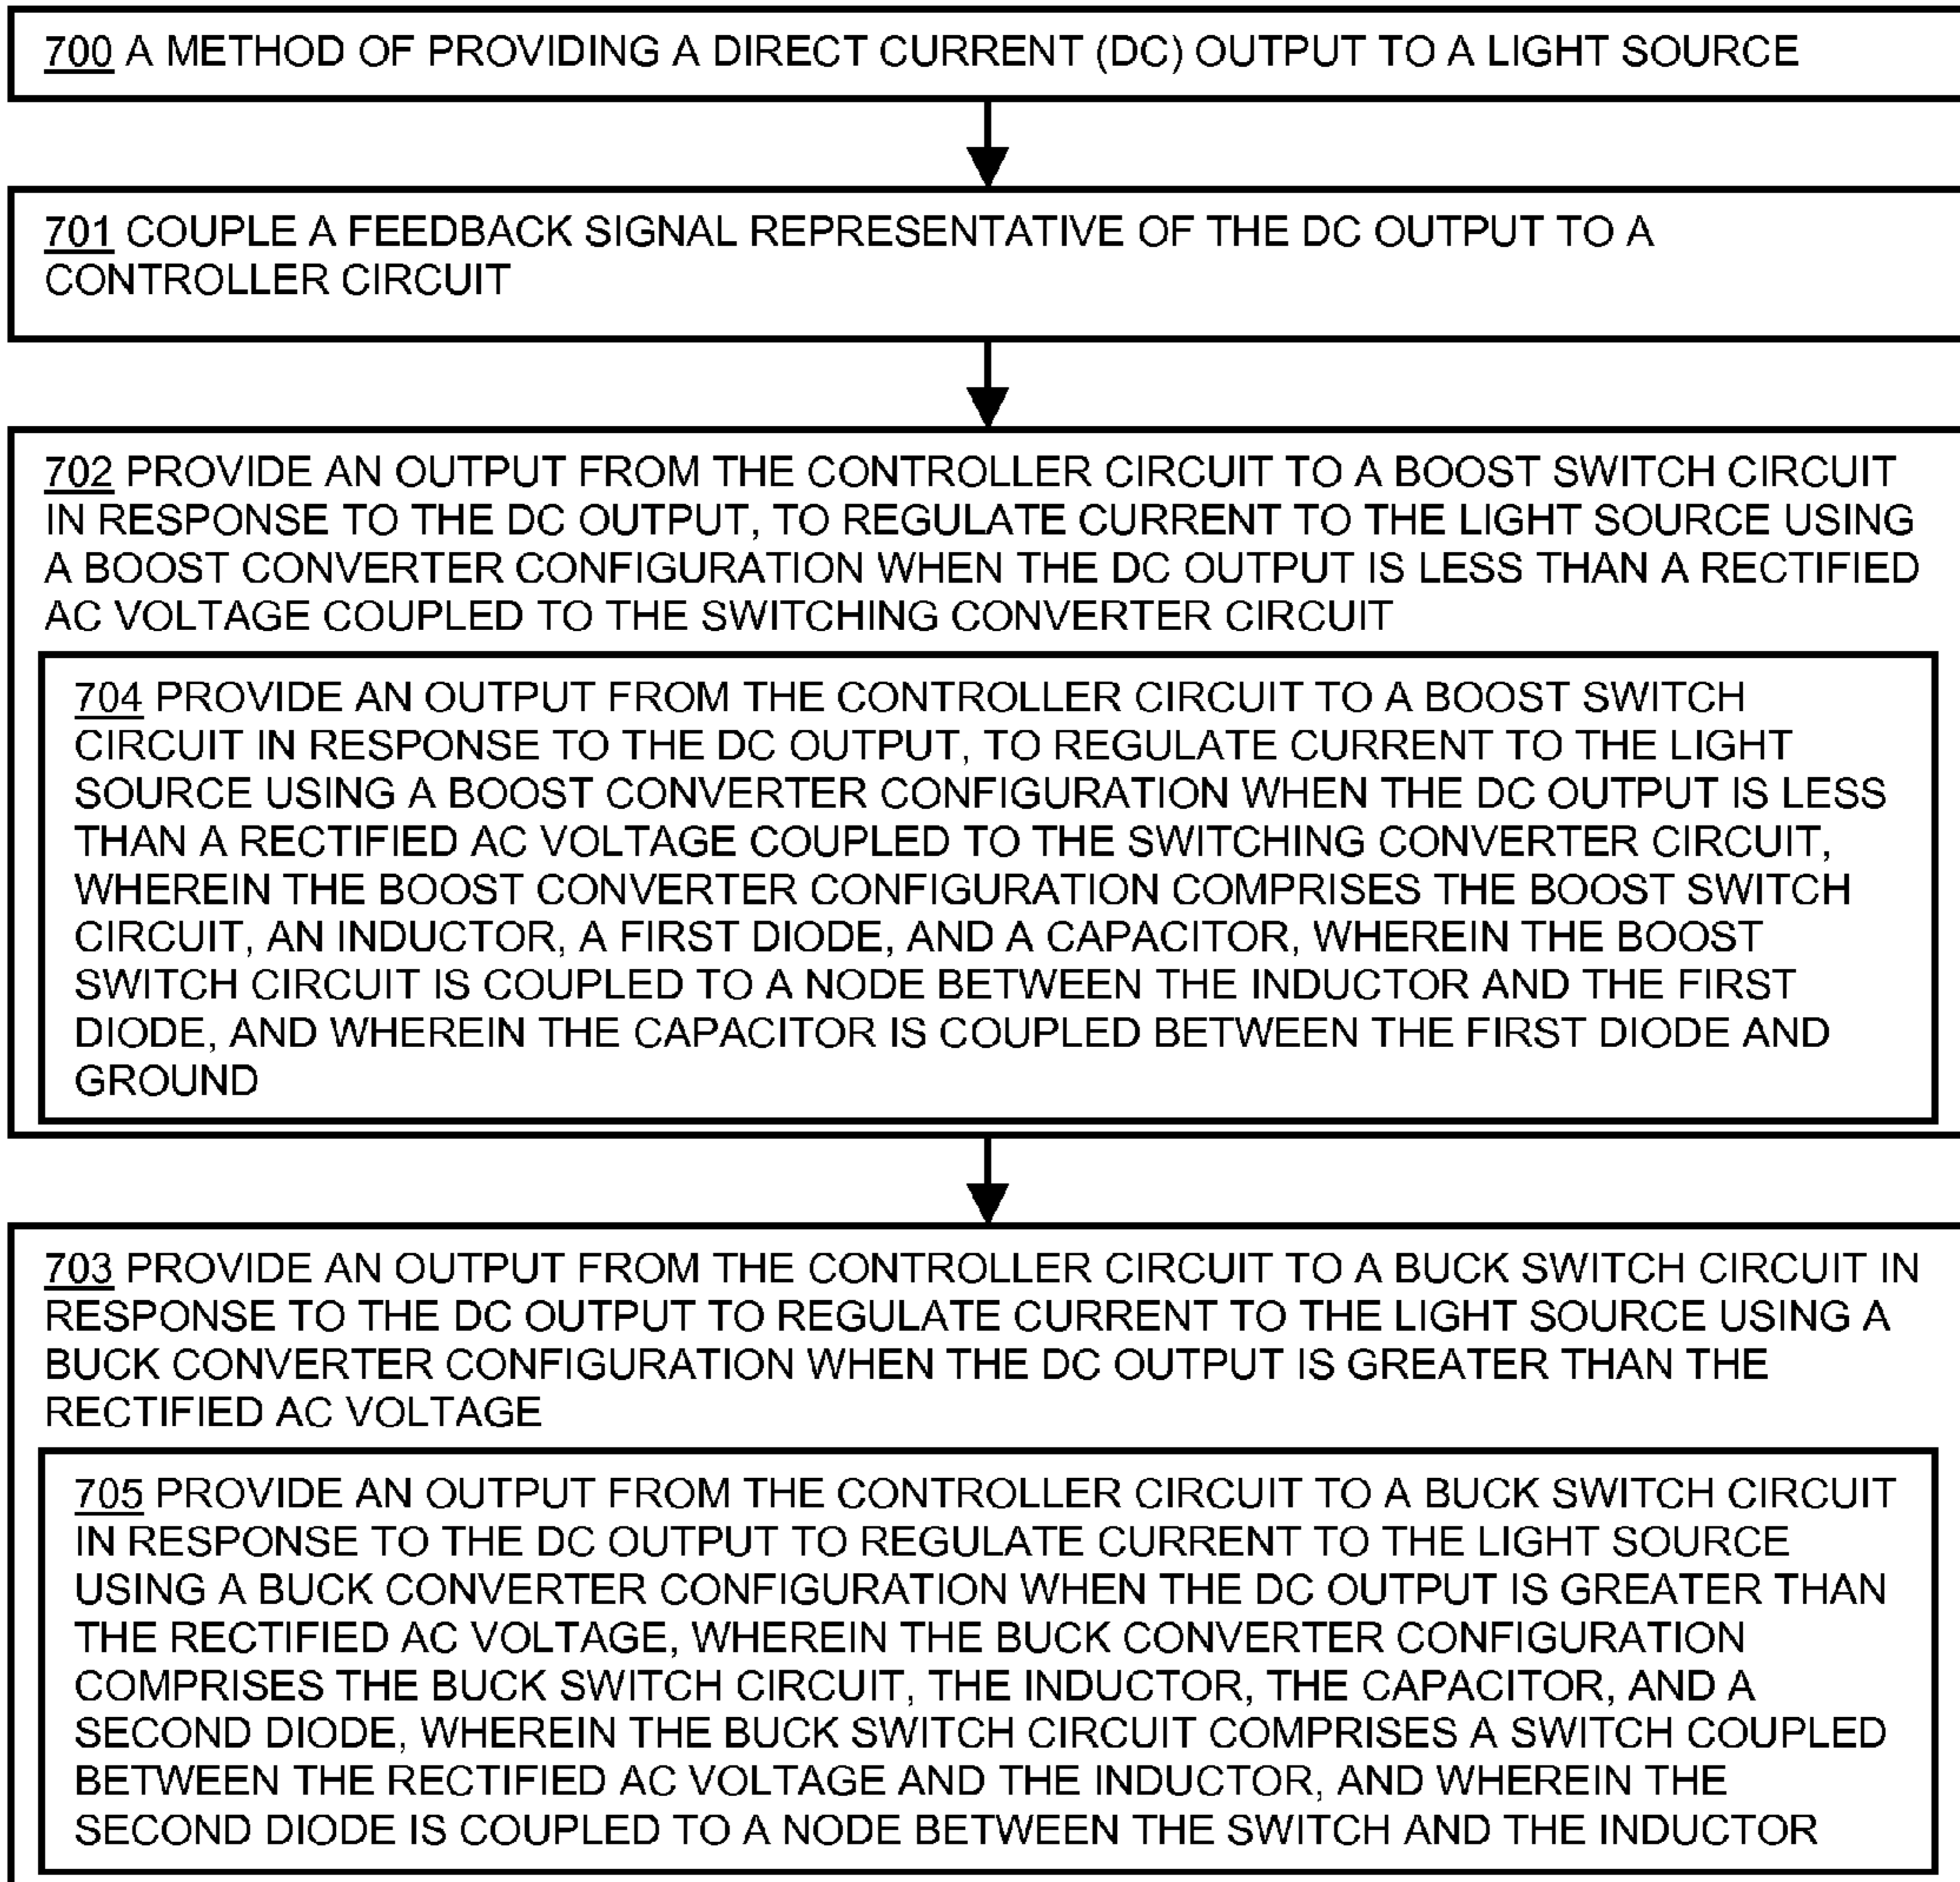 700 A METHOD OF PROVIDING A DIRECT CURRENT (DC) OUTPUT TO A LIGHT SOURCE
701 COUPLE A FEEDBACK SIGNAL REPRESENTATIVE OF THE DC OUTPUT TO A
CONTROLLER CIRCUIT
702 PROVIDE AN OUTPUT FROM THE CONTROLLER CIRCUIT TO A BOOST SWITCH CIRCUIT
IN RESPONSE TO THE DC OUTPUT, TO REGULATE CURRENT TO THE LIGHT SOURCE USING
A BOOST CONVERTER CONFIGURATION WHEN THE DC OUTPUT IS LESS THAN A RECTIFIED
AC VOLTAGE COUPLED TO THE SWITCHING CONVERTER CIRCUIT
704 PROVIDE AN OUTPUT FROM THE CONTROLLER CIRCUIT TO A BOOST SWITCH
CIRCUIT IN RESPONSE TO THE DC OUTPUT, TO REGULATE CURRENT TO THE LIGHT
SOURCE USING A BOOST CONVERTER CONFIGURATION WHEN THE DC OUTPUT IS LESS
THAN A RECTIFIED AC VOLTAGE COUPLED TO THE SWITCHING CONVERTER CIRCUIT,
WHEREIN THE BOOST CONVERTER CONFIGURATION COMPRISES THE BOOST SWITCH
CIRCUIT, AN INDUCTOR, A FIRST DIODE, AND A CAPACITOR, WHEREIN THE BOOST
SWITCH CIRCUIT IS COUPLED TO A NODE BETWEEN THE INDUCTOR AND THE FIRST
DIODE, AND WHEREIN THE CAPACITOR IS COUPLED BETWEEN THE FIRST DIODE AND
GROUND
703 PROVIDE AN OUTPUT FROM THE CONTROLLER CIRCUIT TO A BUCK SWITCH CIRCUIT IN
RESPONSE TO THE DC OUTPUT TO REGULATE CURRENT TO THE LIGHT SOURCE USING A
BUCK CONVERTER CONFIGURATION WHEN THE DC OUTPUT IS GREATER THAN THE
RECTIFIED AC VOLTAGE
705 PROVIDE AN OUTPUT FROM THE CONTROLLER CIRCUIT TO A BUCK SWITCH CIRCUIT
IN RESPONSE TO THE DC OUTPUT TO REGULATE CURRENT TO THE LIGHT SOURCE
USING A BUCK CONVERTER CONFIGURATION WHEN THE DC OUTPUT IS GREATER THAN
THE RECTIFIED AC VOLTAGE, WHEREIN THE BUCK CONVERTER CONFIGURATION
COMPRISES THE BUCK SWITCH CIRCUIT, THE INDUCTOR, THE CAPACITOR, AND A
SECOND DIODE, WHEREIN THE BUCK SWITCH CIRCUIT COMPRISES A SWITCH COUPLED
BETWEEN THE RECTIFIED AC VOLTAGE AND THE INDUCTOR, AND WHEREIN THE
SECOND DIODE IS COUPLED TO A NODE BETWEEN THE SWITCH AND THE INDUCTOR